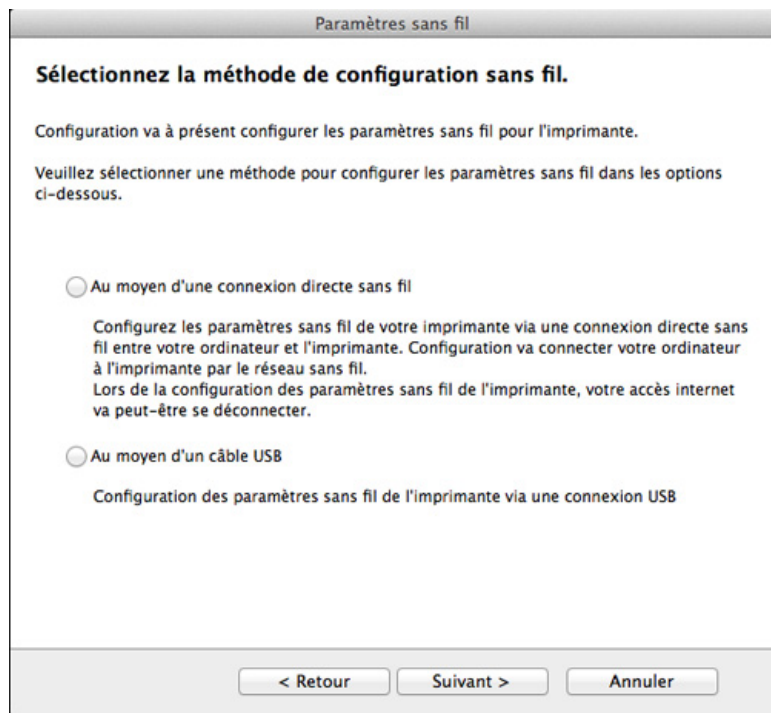 Paramètres sans fil
Sélectionnez la méthode de configuration sans fil.
Configuration va à présent configurer les paramètres sans fil pour l'imprimante.
Veuillez sélectionner une méthode pour configurer les paramètres sans fil dans les options
ci-dessous.
Au moyen d'une connexion directe sans fil
Configurez les paramètres sans fil de votre imprimante via une connexion directe sans
fil entre votre ordinateur et l'imprimante. Configuration va connecter votre ordinateur
à l'imprimante par le réseau sans fil.
Lors de la configuration des paramètres sans fil de l'imprimante, votre accès internet
va peut-être se déconnecter.
Au moyen d'un câble USB
Configuration des paramètres sans fil de l'imprimante via une connexion USB
< Retour Suivant > Annuler